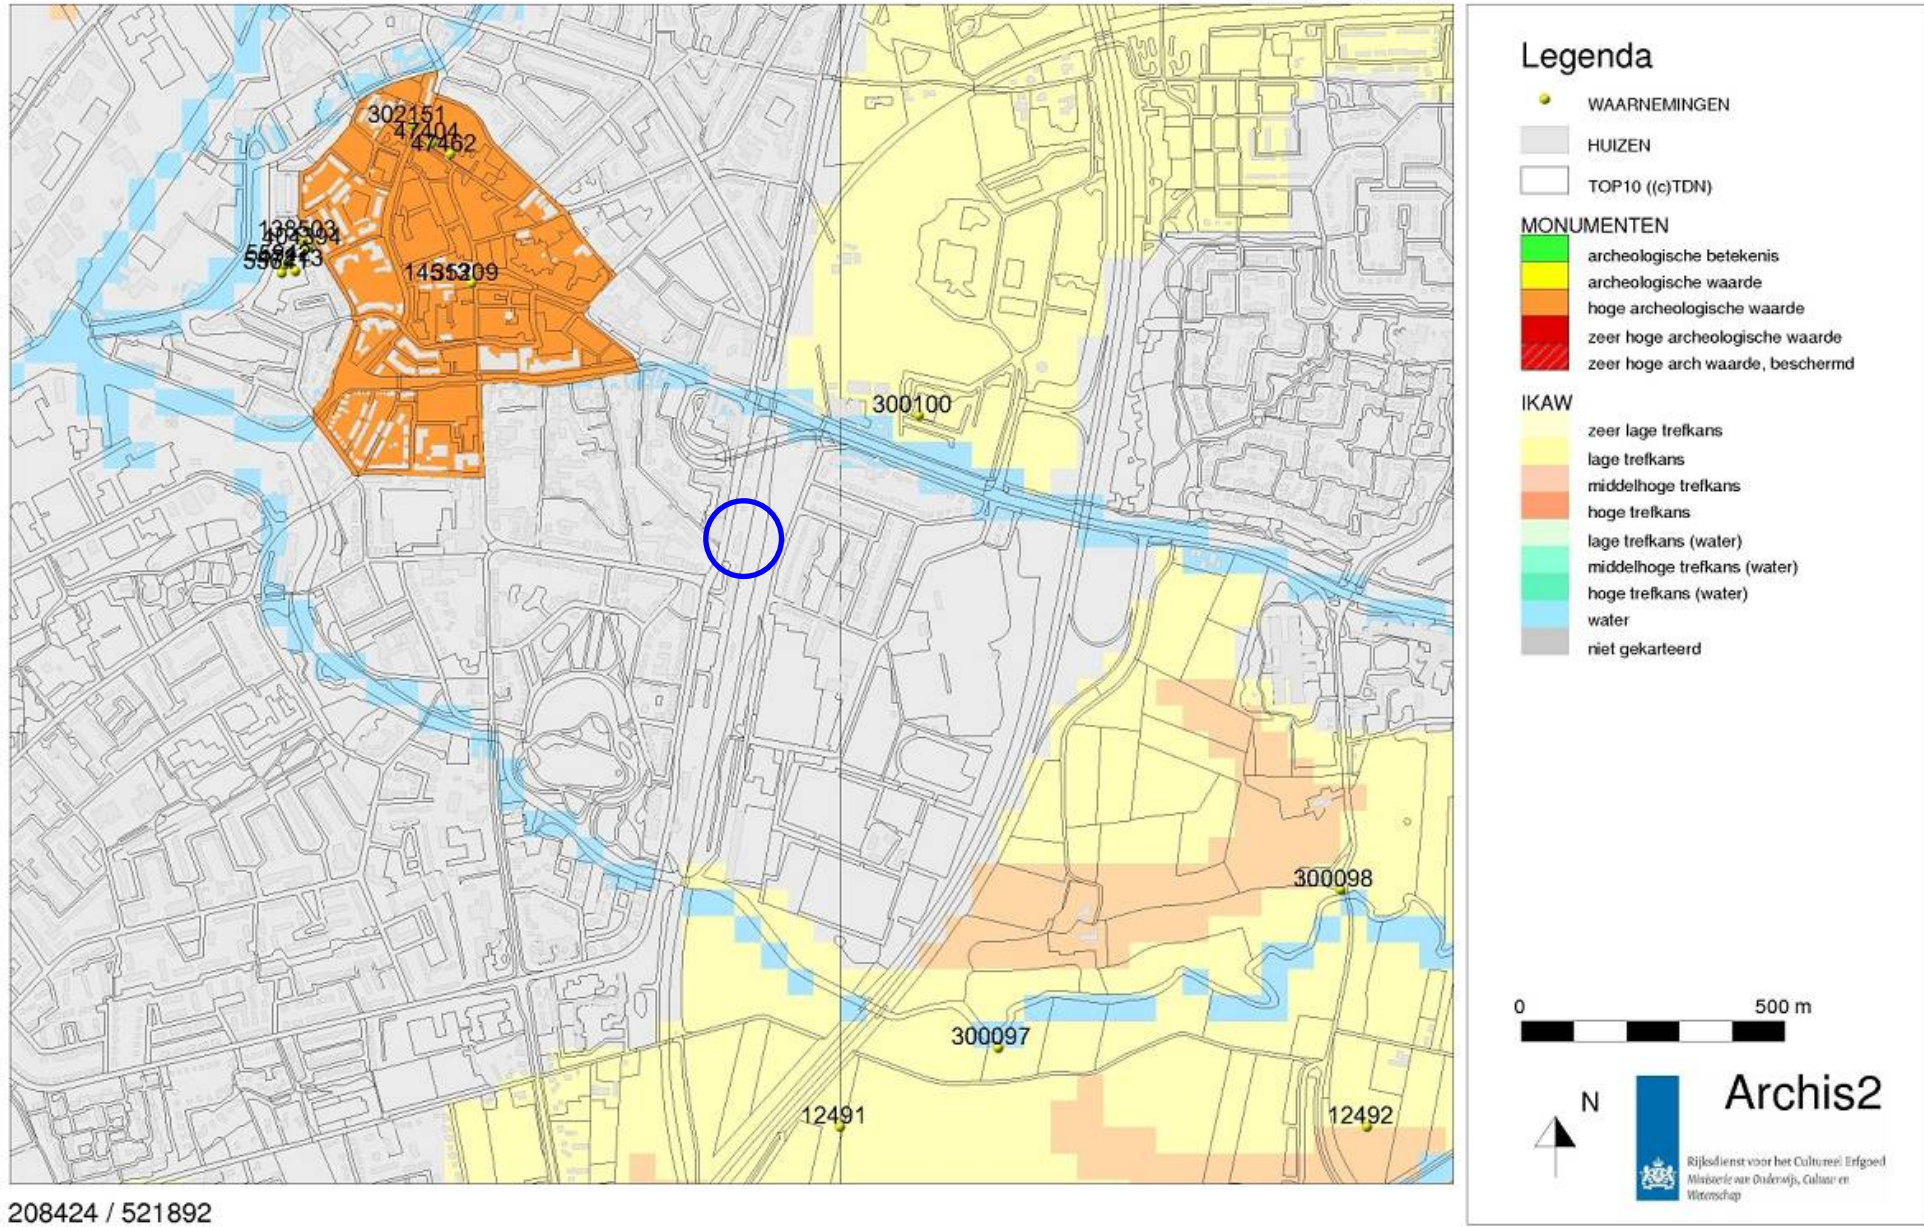 302151
47404
47462
138503
404394
300100
Legenda
WAARNEMINGEN
HUIZEN
TOP10 ((c)TDN)
MONUMENTEN
archeologische betekenis
archeologische waarde
hoge archeologische waarde
zeer hoge archeologische waarde
zeer hoge arch waarde, beschermd
IKAW
zeer lage trefkans
lage trefkans
middelhoge trefkans
hoge trefkans
lage trefkans (water)
middelhoge trefkans (water)
hoge trefkans (water)
water
niet gekarteerd
300098
300097
12491
12492
0 500 m
N
Archis2
Rijksdienst voor het Cultureel Erfgoed
Ministerie van Onderwijs, Cultuur en
Wetenschap
208424 / 521892